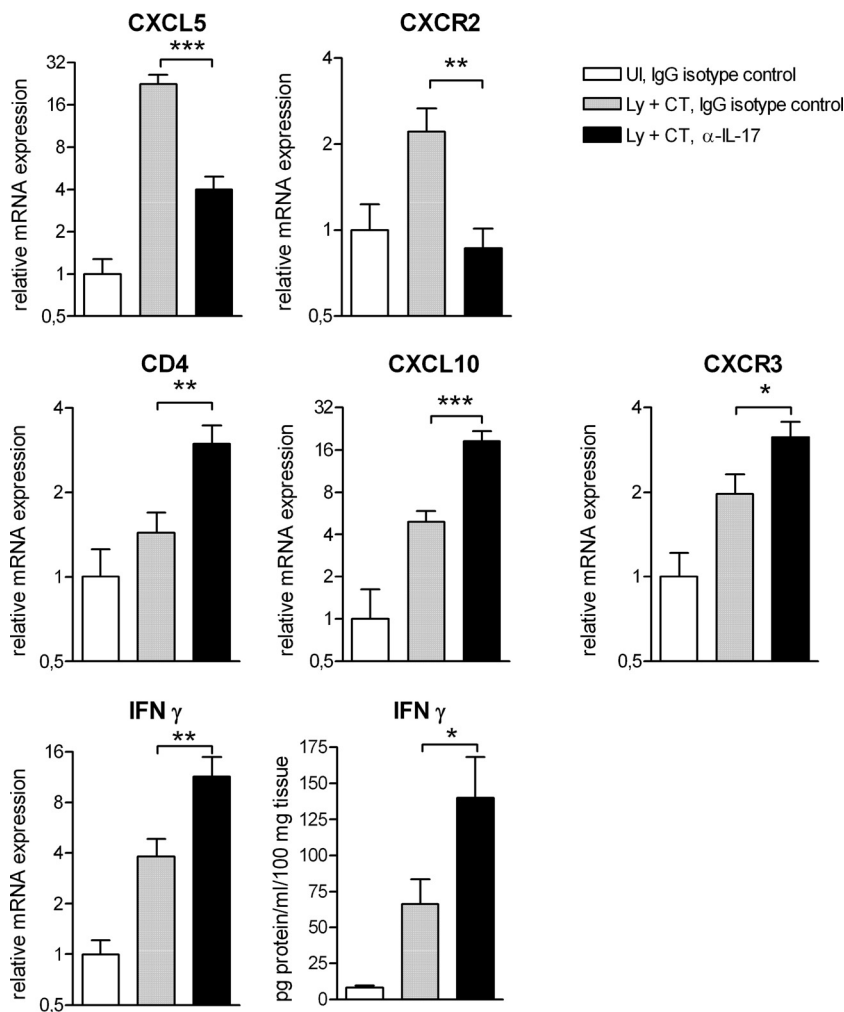 CXCL5
***
32
16
4
2
1
0,5
relative mRNA expression
CXCR2
**
4
2
1
0,5
relative mRNA expression
UI, IgG isotype control
Ly + CT, IgG isotype control
Ly + CT, α-IL-17
CD4
**
4
2
1
0,5
relative mRNA expression
CXCL10
***
32
16
8
4
2
1
0,5
relative mRNA expression
CXCR3
*
4
2
1
0,5
relative mRNA expression
IFN γ
**
16
8
4
2
1
0.5
relative mRNA expression
IFN γ
*
175
150
125
100
75
50
25
0
pg protein/ml/100 mg tissue